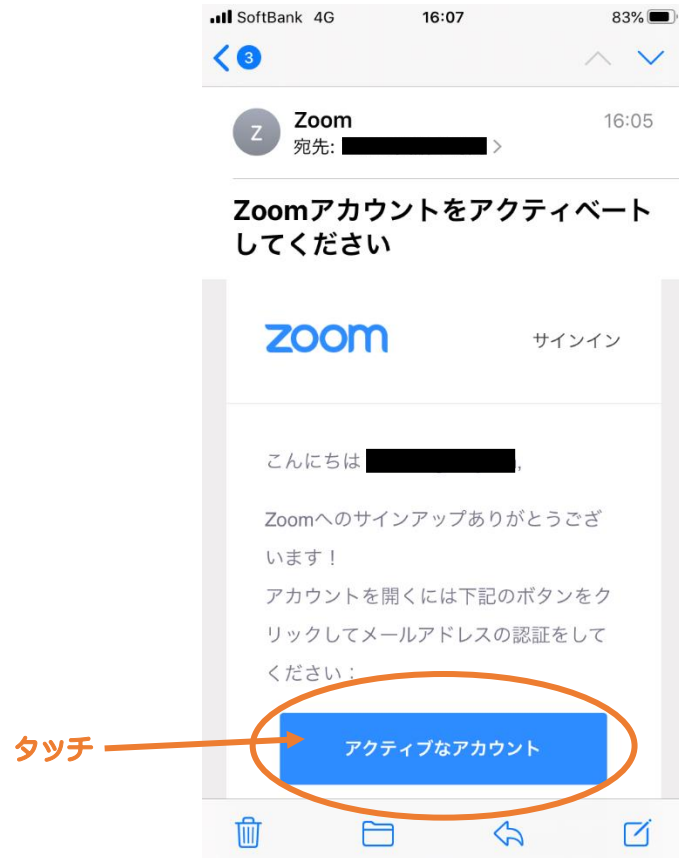 SoftBank 4G 16:07 83%
3
Z Zoom 16:05
宛先:
Zoomアカウントをアクティベート
してください
zoom サインイン
こんにちは ,
Zoomへのサインアップありがとうござ
います！
アカウントを開くには下記のボタンをク
リックしてメールアドレスの認証をして
ください：
タッチ アクティブなアカウント